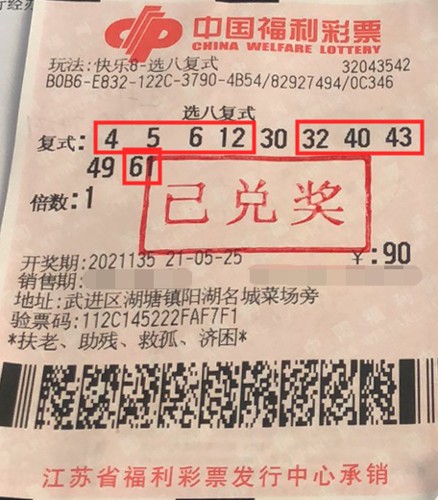 中国福利彩票
CHINA WELFARE LOTTERY
玩法:快乐8-选八复式 32043542
B0B6-E832-122C-3790-4B54/82927494/0C346
选八复式
复式: 4 5 6 12 30 32 40 43
49 61
倍数:1
已兑奖
开奖期:2021135 21-05-25 ¥:90
销售期:
地址:武进区湖塘镇阳湖名城菜场旁
验票码:112C145222FAF7F1
*扶老、助残、救孤、济困*
江苏省福利彩票发行中心承销